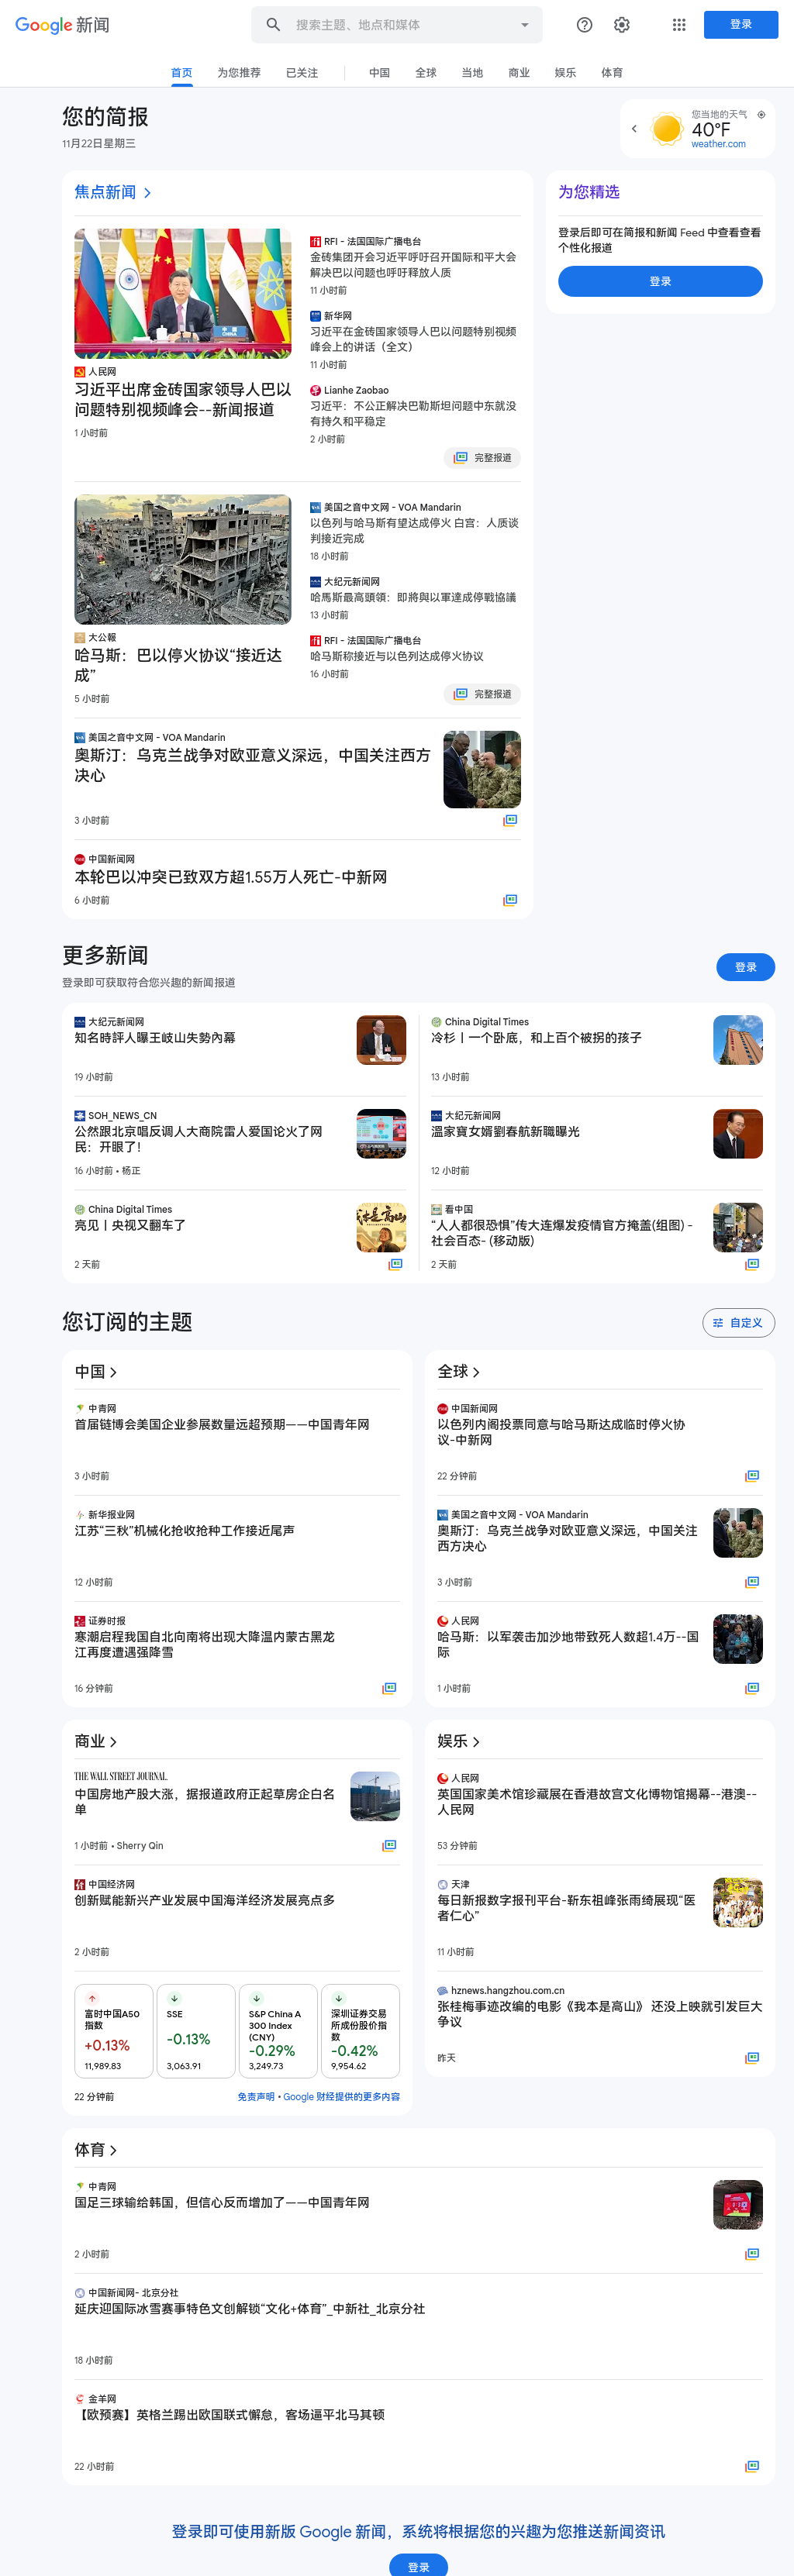 Google 新闻
搜索主题、地点和媒体
登录
首页
为您推荐
已关注
中国
全球
当地
商业
娱乐
体育
您的简报
11月22日星期三
您当地的天气
40°F
weather.com
焦点新闻
人民网
习近平出席金砖国家领导人巴以
问题特别视频峰会--新闻报道
1 小时前
RFI - 法国国际广播电台
金砖集团开会习近平呼吁召开国际和平大会
解决巴以问题也呼吁释放人质
11 小时前
新华网
习近平在金砖国家领导人巴以问题特别视频
峰会上的讲话（全文）
11 小时前
Lianhe Zaobao
习近平：不公正解决巴勒斯坦问题中东就没
有持久和平稳定
2 小时前
完整报道
大公報
哈马斯：巴以停火协议“接近达
成”
5 小时前
美国之音中文网 - VOA Mandarin
以色列与哈马斯有望达成停火 白宫：人质谈
判接近完成
18 小时前
大纪元新闻网
哈馬斯最高頭領：即將與以軍達成停戰協議
13 小时前
RFI - 法国国际广播电台
哈马斯称接近与以色列达成停火协议
16 小时前
完整报道
美国之音中文网 - VOA Mandarin
奥斯汀：乌克兰战争对欧亚意义深远，中国关注西方
决心
3 小时前
中国新闻网
本轮巴以冲突已致双方超1.55万人死亡-中新网
6 小时前
为您精选
登录后即可在简报和新闻 Feed 中查看查看
个性化报道
登录
更多新闻
登录即可获取符合您兴趣的新闻报道
登录
大纪元新闻网
知名時評人曝王岐山失勢內幕
19 小时前
China Digital Times
冷杉丨一个卧底，和上百个被拐的孩子
13 小时前
SOH_NEWS_CN
公然跟北京唱反调人大商院雷人爱国论火了网
民：开眼了！
16 小时前 • 杨正
大纪元新闻网
溫家寶女婿劉春航新職曝光
12 小时前
China Digital Times
亮见丨央视又翻车了
2 天前
看中国
“人人都很恐惧”传大连爆发疫情官方掩盖(组图) -
社会百态- (移动版)
2 天前
您订阅的主题
自定义
中国
中青网
首届链博会美国企业参展数量远超预期——中国青年网
3 小时前
新华报业网
江苏“三秋”机械化抢收抢种工作接近尾声
12 小时前
证券时报
寒潮启程我国自北向南将出现大降温内蒙古黑龙
江再度遭遇强降雪
16 分钟前
全球
中国新闻网
以色列内阁投票同意与哈马斯达成临时停火协
议-中新网
22 分钟前
美国之音中文网 - VOA Mandarin
奥斯汀：乌克兰战争对欧亚意义深远，中国关注
西方决心
3 小时前
人民网
哈马斯：以军袭击加沙地带致死人数超1.4万--国
际
1 小时前
商业
THE WALL STREET JOURNAL.
中国房地产股大涨，据报道政府正起草房企白名
单
1 小时前 • Sherry Qin
中国经济网
创新赋能新兴产业发展中国海洋经济发展亮点多
2 小时前
富时中国A50
指数
+0.13%
11,989.83
SSE
-0.13%
3,063.91
S&P China A
300 Index
(CNY)
-0.29%
3,249.73
深圳证券交易
所成份股价指
数
-0.42%
9,954.62
22 分钟前
免责声明 • Google 财经提供的更多内容
娱乐
人民网
英国国家美术馆珍藏展在香港故宫文化博物馆揭幕--港澳--
人民网
53 分钟前
天津
每日新报数字报刊平台-靳东祖峰张雨绮展现“医
者仁心”
11 小时前
hznews.hangzhou.com.cn
张桂梅事迹改编的电影《我本是高山》 还没上映就引发巨大
争议
昨天
体育
中青网
国足三球输给韩国，但信心反而增加了——中国青年网
2 小时前
中国新闻网- 北京分社
延庆迎国际冰雪赛事特色文创解锁“文化+体育”_中新社_北京分社
18 小时前
金羊网
【欧预赛】英格兰踢出欧国联式懈怠，客场逼平北马其顿
22 小时前
登录即可使用新版 Google 新闻，系统将根据您的兴趣为您推送新闻资讯
登录